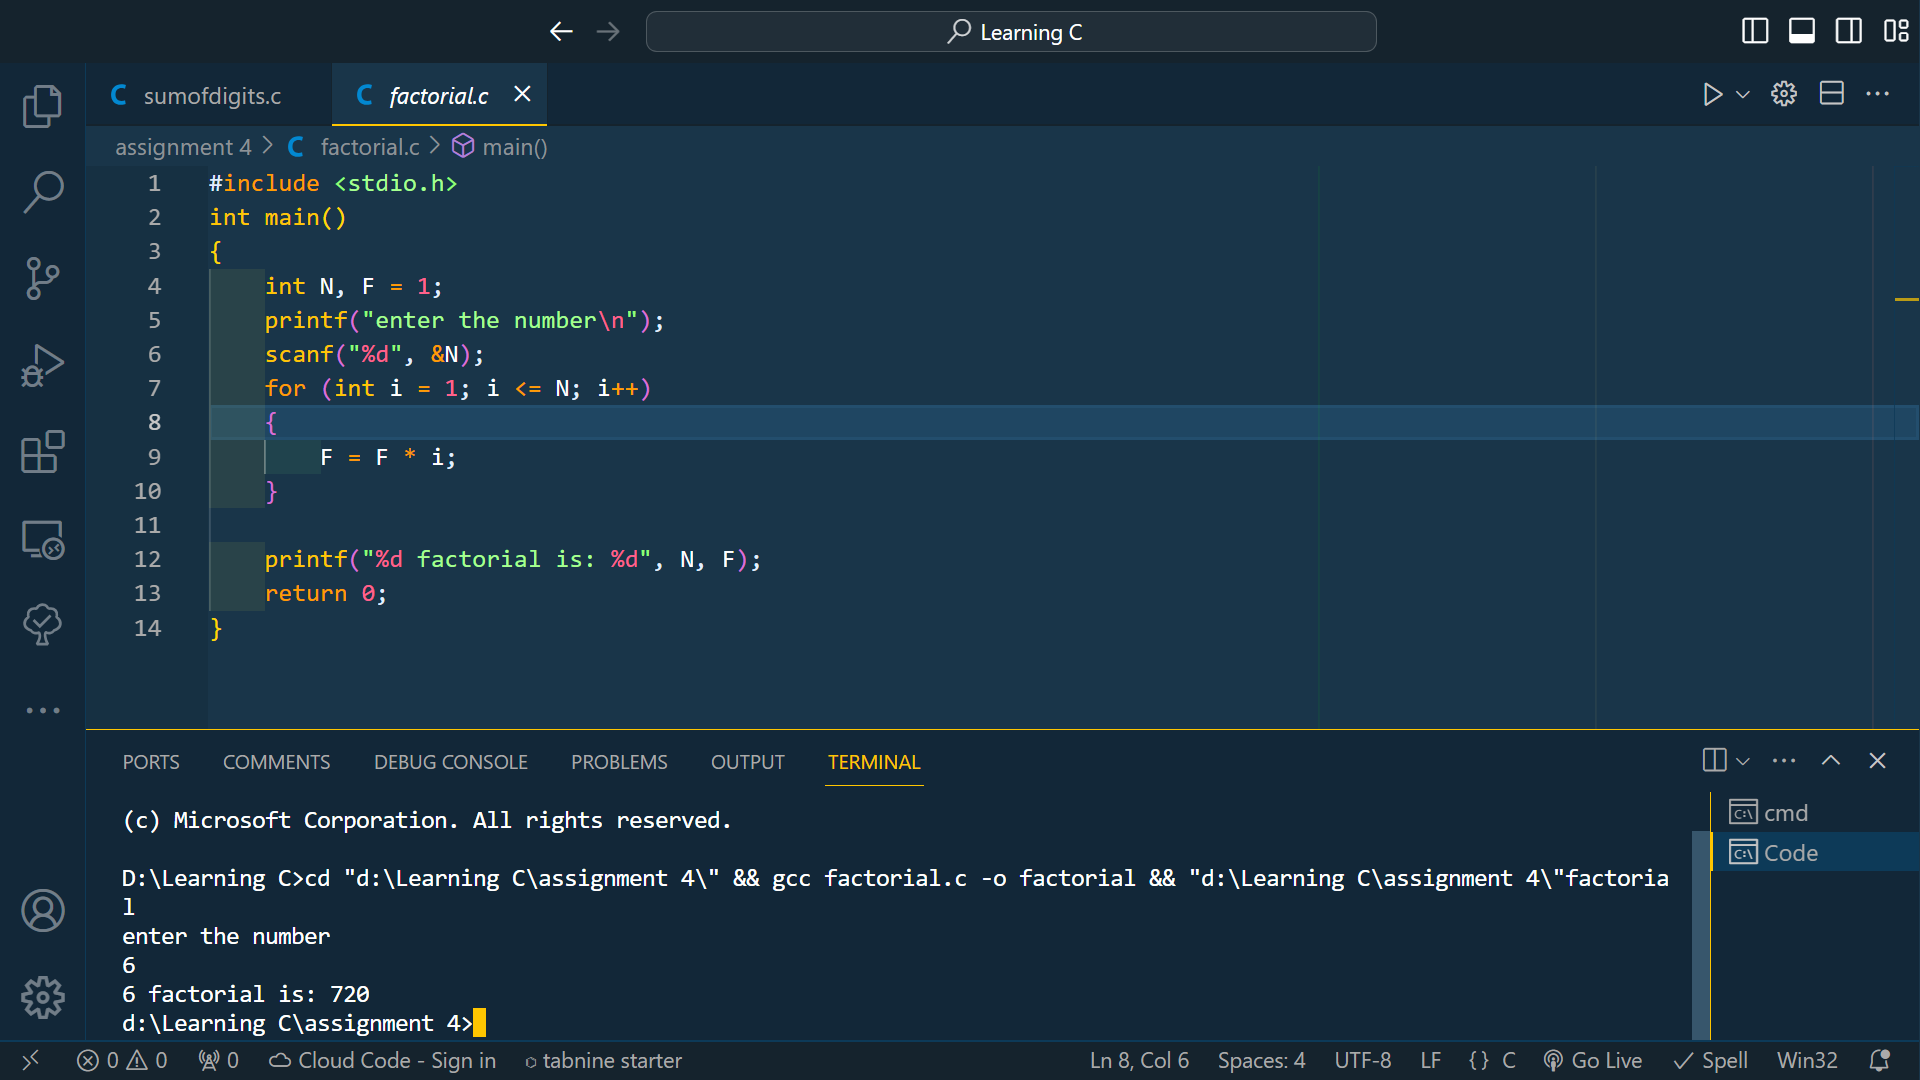 Learning C
C sumofdigits.c
C factorial.c
assignment 4 > C factorial.c > main()
1 #include <stdio.h>
2 int main()
3 {
4     int N, F = 1;
5     printf("enter the number\n");
6     scanf("%d", &N);
7     for (int i = 1; i <= N; i++)
8     {
9         F = F * i;
10     }
11
12     printf("%d factorial is: %d", N, F);
13     return 0;
14 }
PORTS COMMENTS DEBUG CONSOLE PROBLEMS OUTPUT TERMINAL
(c) Microsoft Corporation. All rights reserved.
D:\Learning C>cd "d:\Learning C\assignment 4\" && gcc factorial.c -o factorial && "d:\Learning C\assignment 4\"factoria
l
enter the number
6
6 factorial is: 720
d:\Learning C\assignment 4>
cmd
Code
0 0 0 Cloud Code - Sign in tabnine starter Ln 8, Col 6 Spaces: 4 UTF-8 LF {} C Go Live Spell Win32